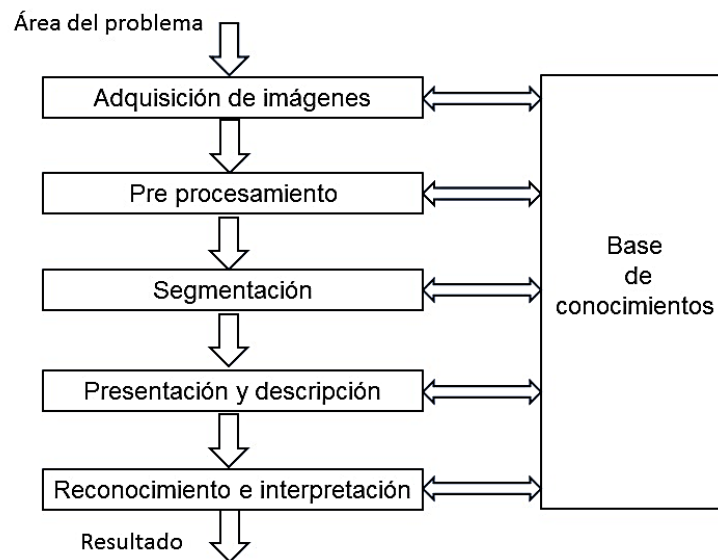 Área del problema
Adquisición de imágenes
Pre procesamiento
Segmentación
Presentación y descripción
Reconocimiento e interpretación
Resultado
Base
de
conocimientos